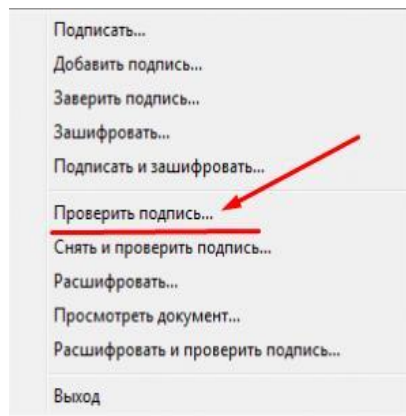 Подписать...
Добавить подпись...
Заверить подпись...
Зашифровать...
Подписать и зашифровать...
Проверить подпись...
Снять и проверить подпись...
Расшифровать...
Просмотреть документ...
Расшифровать и проверить подпись...
Выход